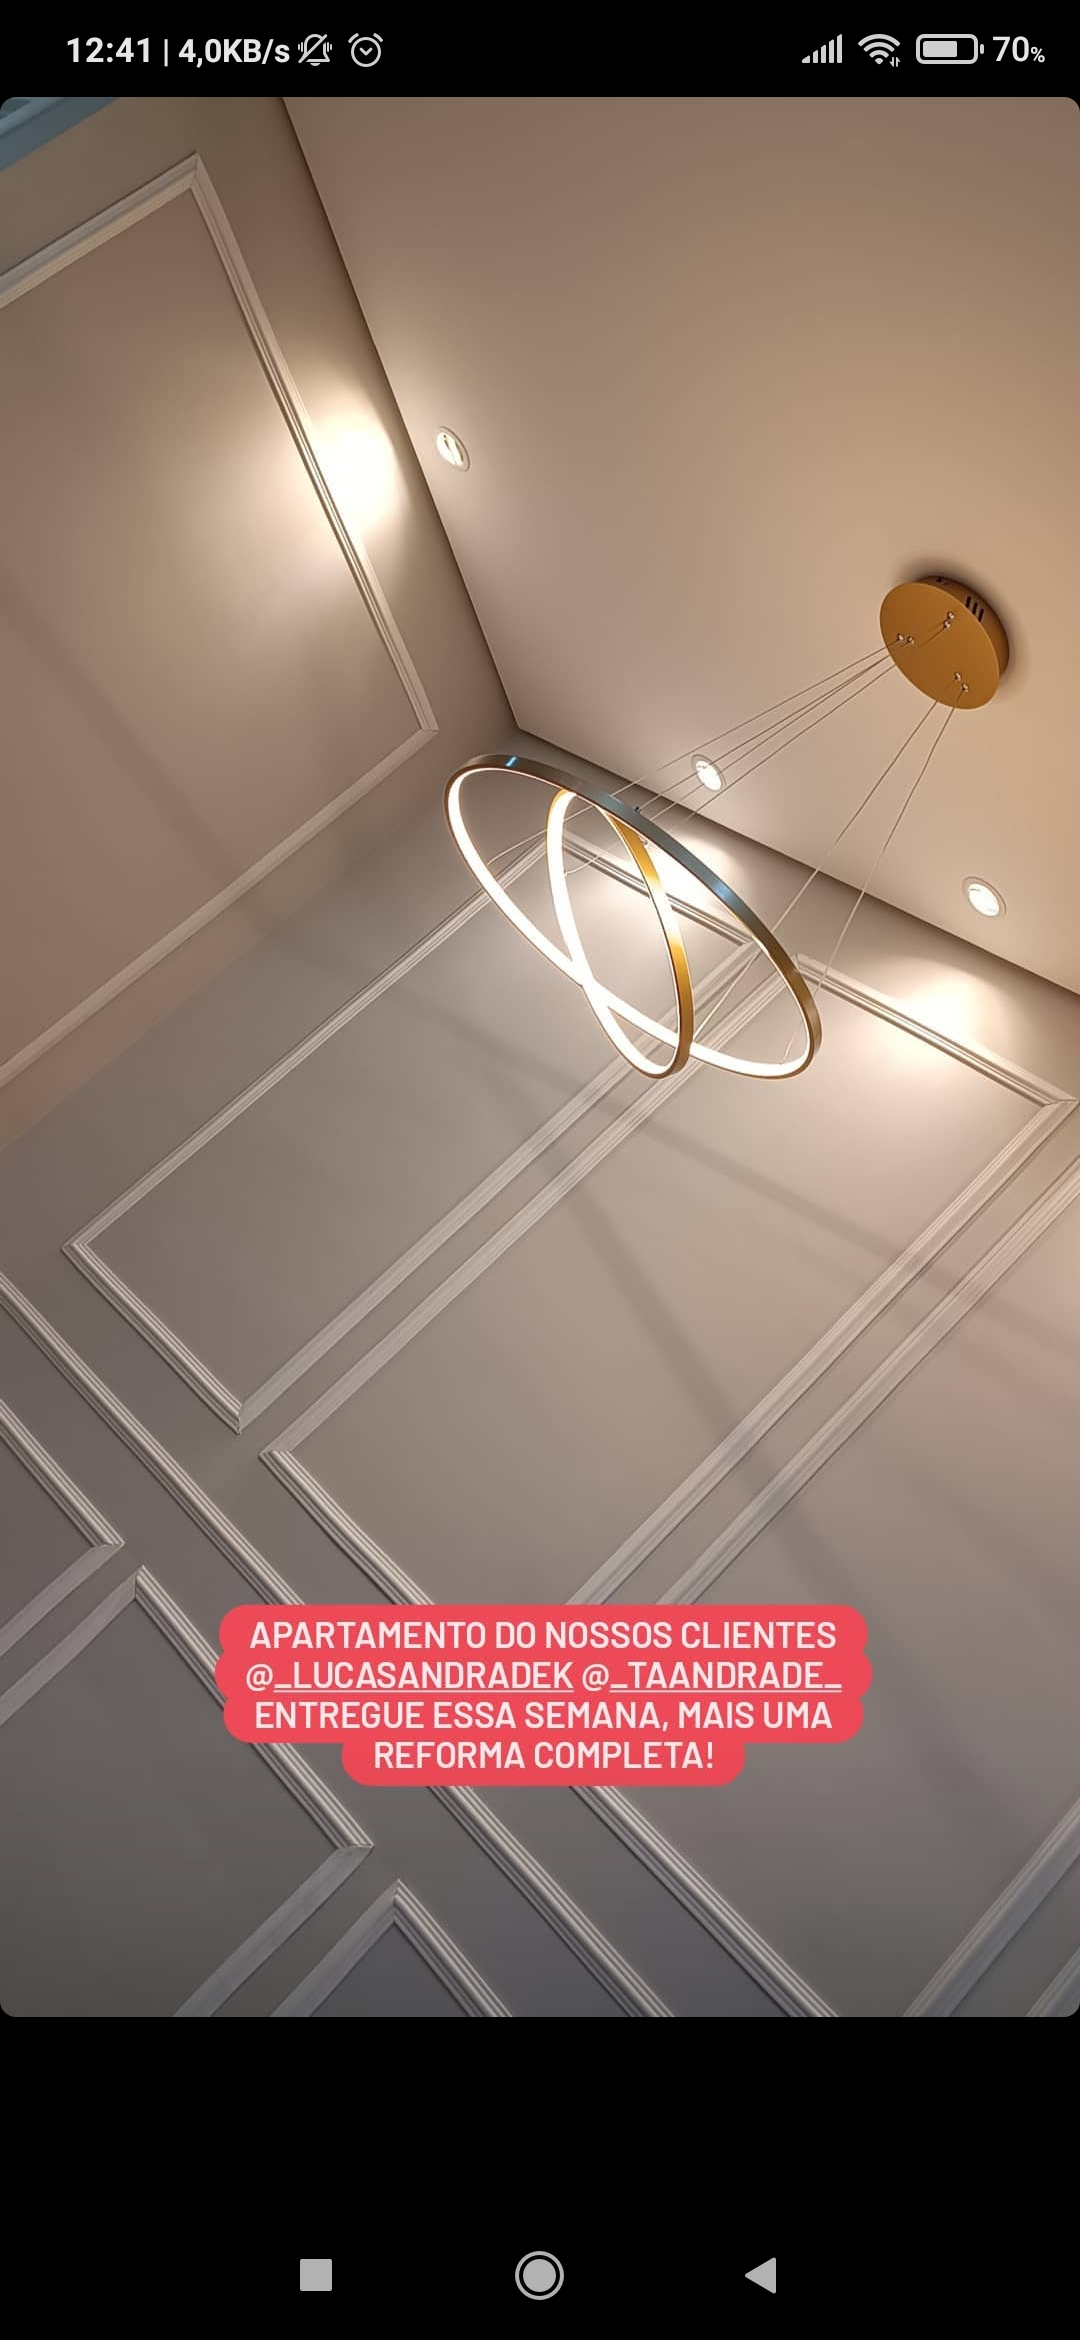 12:41 | 4,0KB/s
70%
APARTAMENTO DO NOSSOS CLIENTES
@_LUCASANDRADEK @_TAANDRADE_
ENTREGUE ESSA SEMANA, MAIS UMA
REFORMA COMPLETA!